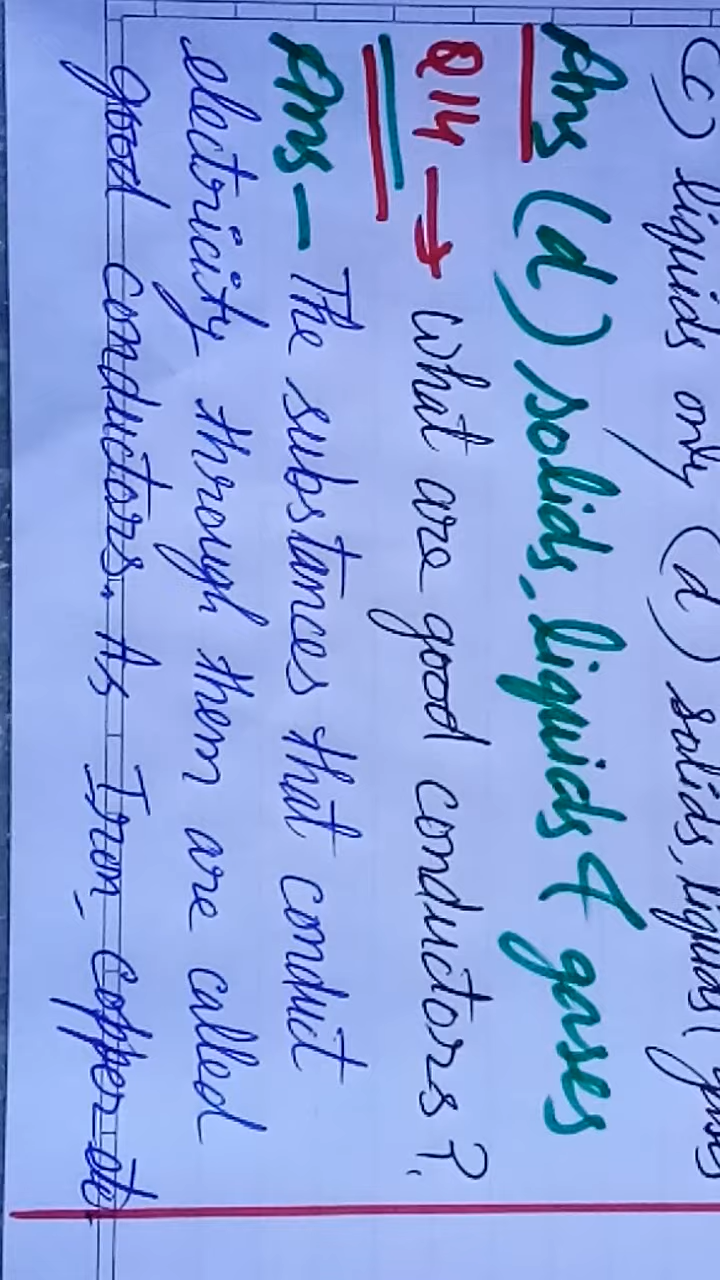 (c) liquids only (d) solids, liquids & gases
Ans (d) solids, liquids & gases
Q14 → What are good conductors?
Ans - The substances that conduct
electricity through them are called
good conductors. As Iron, copper etc.